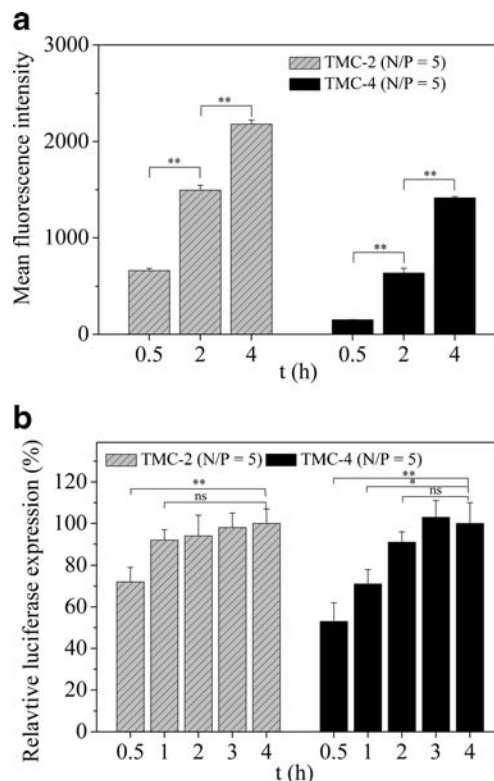 a
3000
TMC-2 (N/P = 5)
TMC-4 (N/P = 5)
**
2000
**
**
**
1000
0
Mean fluorescence intensity
0.5 2 4 0.5 2 4
t (h)
b
TMC-2 (N/P = 5) TMC-4 (N/P = 5)
120
** **
*
ns ns
100
80
60
40
20
0
Relavtive luciferase expression (%)
0.5 1 2 3 4 0.5 1 2 3 4
t (h)